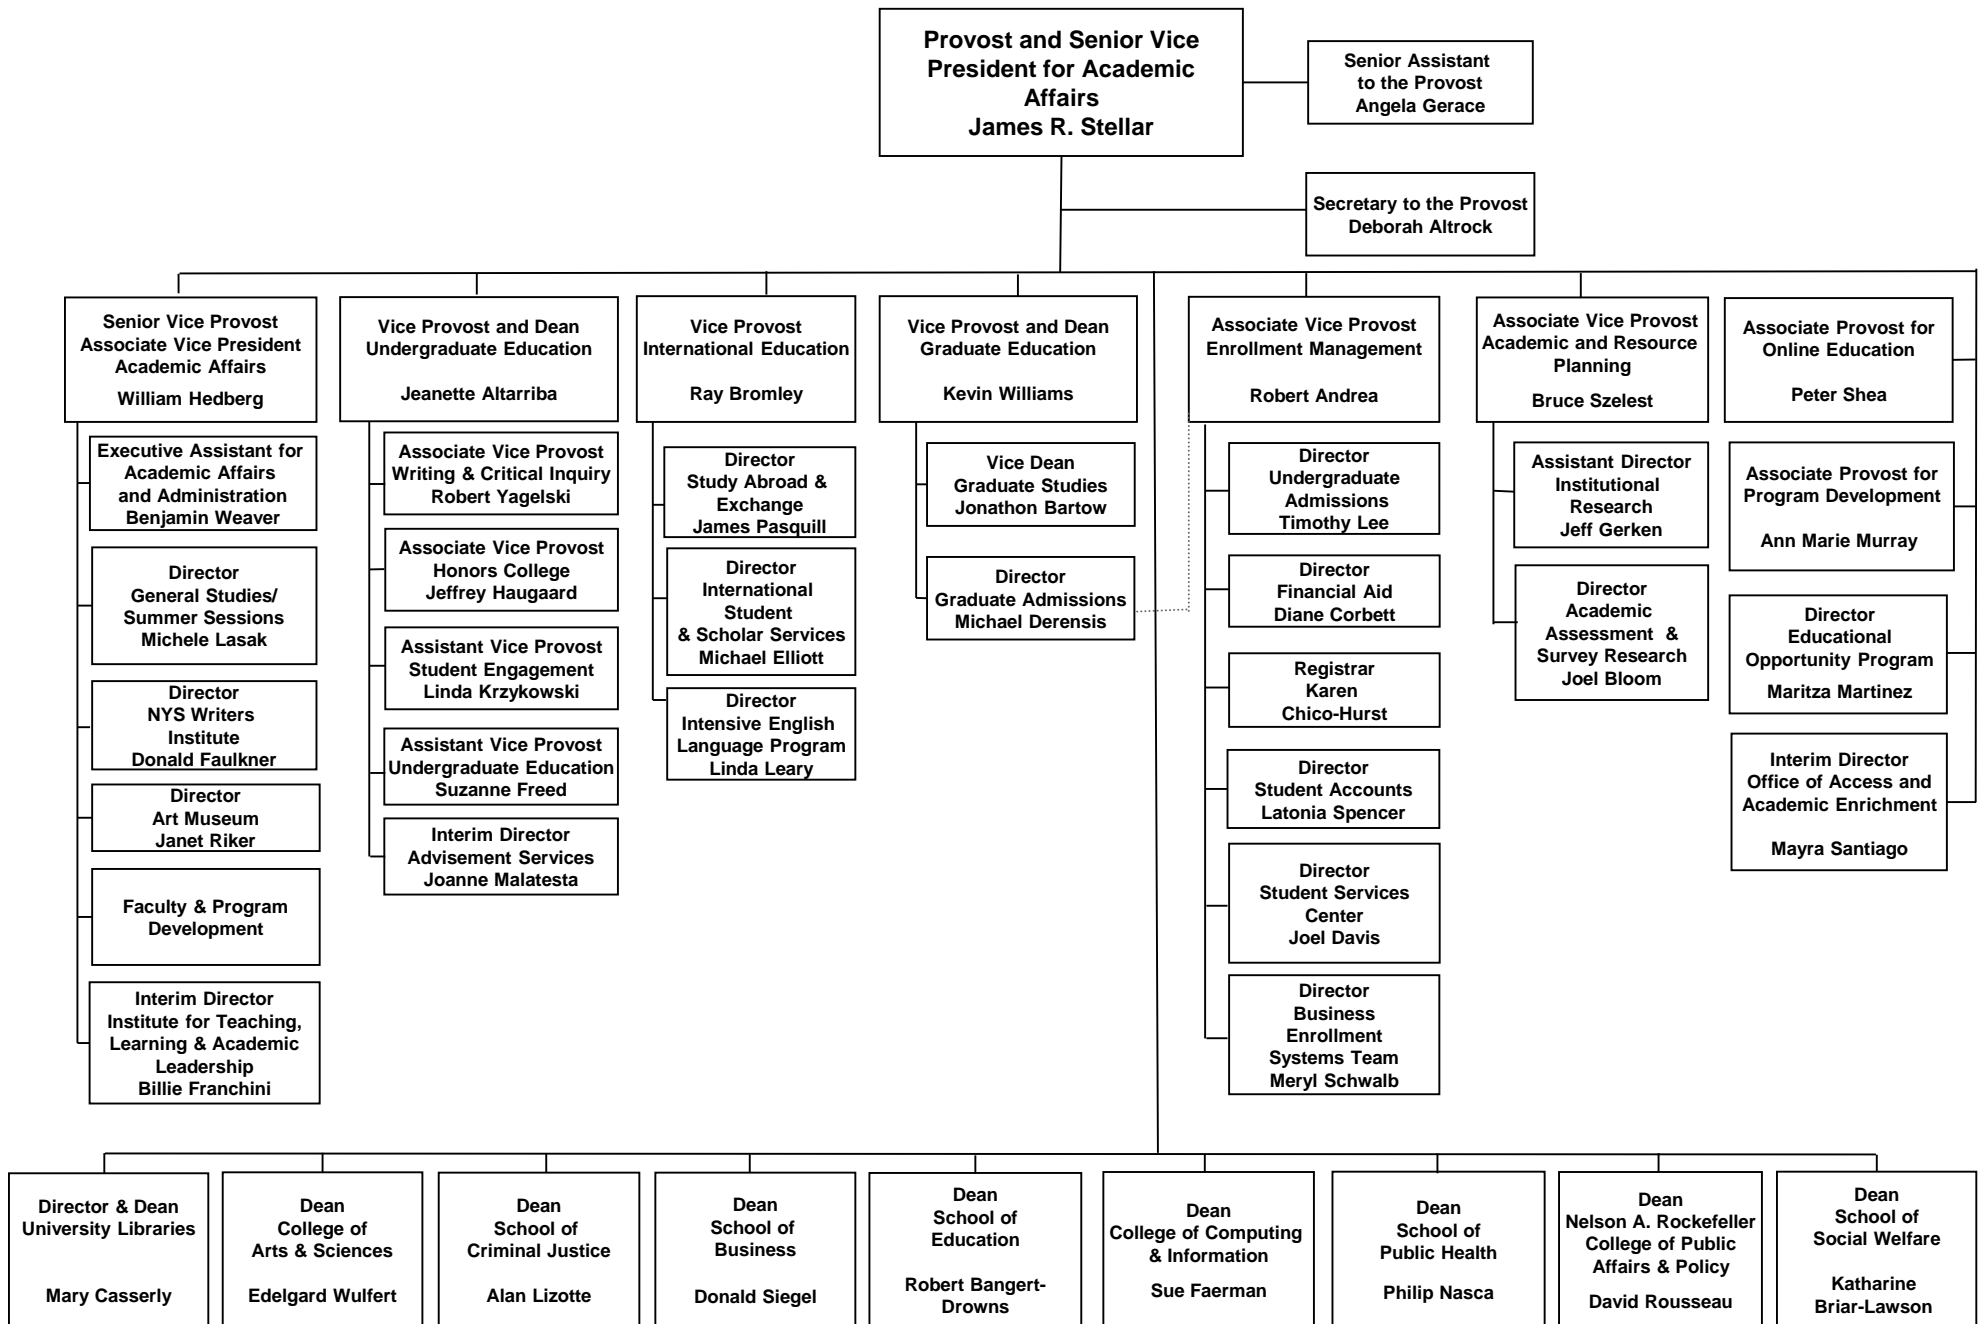 Provost and Senior Vice
President for Academic
Affairs
James R. Stellar
Senior Assistant
to the Provost
Angela Gerace
Secretary to the Provost
Deborah Altrock
Senior Vice Provost
Associate Vice President
Academic Affairs
William Hedberg
Executive Assistant for
Academic Affairs
and Administration
Benjamin Weaver
Director
General Studies/
Summer Sessions
Michele Lasak
Director
NYS Writers
Institute
Donald Faulkner
Director
Art Museum
Janet Riker
Faculty & Program
Development
Interim Director
Institute for Teaching,
Learning & Academic
Leadership
Billie Franchini
Vice Provost and Dean
Undergraduate Education
Jeanette Altarriba
Associate Vice Provost
Writing & Critical Inquiry
Robert Yagelski
Associate Vice Provost
Honors College
Jeffrey Haugaard
Assistant Vice Provost
Student Engagement
Linda Krzykowski
Assistant Vice Provost
Undergraduate Education
Suzanne Freed
Interim Director
Advisement Services
Joanne Malatesta
Vice Provost
International Education
Ray Bromley
Director
Study Abroad &
Exchange
James Pasquill
Director
International
Student
& Scholar Services
Michael Elliott
Director
Intensive English
Language Program
Linda Leary
Vice Provost and Dean
Graduate Education
Kevin Williams
Vice Dean
Graduate Studies
Jonathon Bartow
Director
Graduate Admissions
Michael Derensis
Associate Vice Provost
Enrollment Management
Robert Andrea
Director
Undergraduate
Admissions
Timothy Lee
Director
Financial Aid
Diane Corbett
Registrar
Karen
Chico-Hurst
Director
Student Accounts
Latonia Spencer
Director
Student Services
Center
Joel Davis
Director
Business
Enrollment
Systems Team
Meryl Schwalb
Associate Vice Provost
Academic and Resource
Planning
Bruce Szelest
Assistant Director
Institutional
Research
Jeff Gerken
Director
Academic
Assessment &
Survey Research
Joel Bloom
Associate Provost for
Online Education
Peter Shea
Associate Provost for
Program Development
Ann Marie Murray
Director
Educational
Opportunity Program
Maritza Martinez
Interim Director
Office of Access and
Academic Enrichment
Mayra Santiago
Director & Dean
University Libraries
Mary Casserly
Dean
College of
Arts & Sciences
Edelgard Wulfert
Dean
School of
Criminal Justice
Alan Lizotte
Dean
School of
Business
Donald Siegel
Dean
School of
Education
Robert Bangert-
Drowns
Dean
College of Computing
& Information
Sue Faerman
Dean
School of
Public Health
Philip Nasca
Dean
Nelson A. Rockefeller
College of Public
Affairs & Policy
David Rousseau
Dean
School of
Social Welfare
Katharine
Briar-Lawson